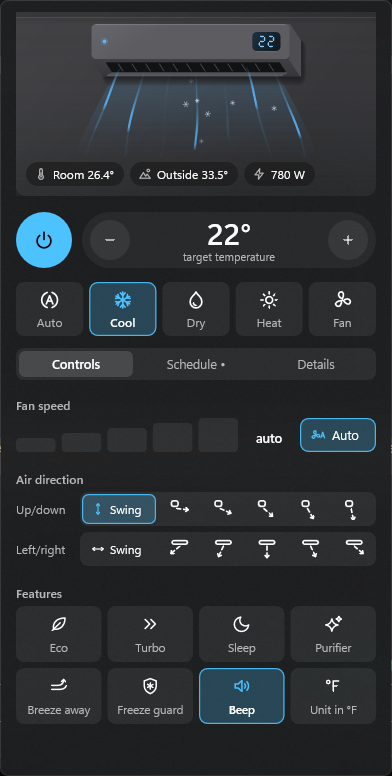 22
Room 26.4° Outside 33.5° 780 W
22°
target temperature
Auto Cool Dry Heat Fan
Controls Schedule • Details
Fan speed
auto Auto
Air direction
Up/down Swing
Left/right Swing
Features
Eco Turbo Sleep Purifier
Breeze away Freeze guard Beep °F Unit in °F